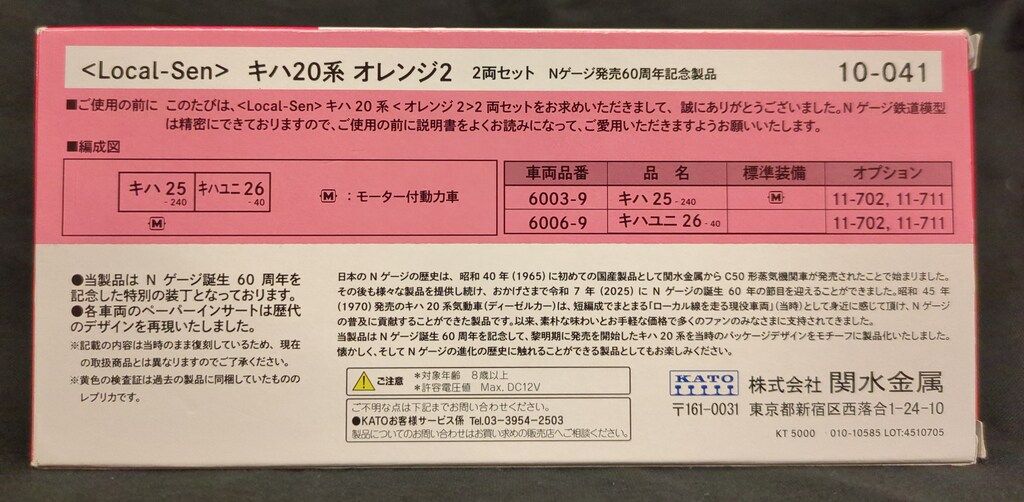 <Local-Sen> キハ20系 オレンジ2 2両セット Nゲージ発売60周年記念製品 10-041
■ご使用の前に このたびは、<Local-Sen> キハ 20 系 < オレンジ 2>2 両セットをお求めいただきまして、誠にありがとうございました。N ゲージ鉄道模型
は精密にできておりますので、ご使用の前に説明書をよくお読みになって、ご愛用いただきますようお願いいたします。
■編成図
キハ 25 -240 キハユニ 26 -40
M
M : モーター付動力車
車両品番 品 名 標準装備 オプション
6003-9 キハ 25 -240 M 11-702, 11-711
6006-9 キハユニ 26 -40 11-702, 11-711
●当製品は N ゲージ誕生 60 周年を
記念した特別の装丁となっております。
●各車両のペーパーインサートは歴代
のデザインを再現いたしました。
※記載の内容は当時のまま復刻しているため、現在
の取扱商品とは異なりますのでご了承ください。
※黄色の検査証は過去の製品に同梱していたものの
レプリカです。
日本の N ゲージの歴史は、昭和 40 年 (1965) に初めての国産製品として関水金属から C50 形蒸気機関車が発売されたことで始まりました。
その後も様々な製品を提供し続け、おかげさまで令和 7 年 (2025) に N ゲージの誕生 60 年の節目を迎えることができました。昭和 45 年
(1970) 発売のキハ 20 系気動車(ディーゼルカー)は、短編成でまとまる「ローカル線を走る現役車両」(当時)として身近に感じて頂け、N ゲージ
の普及に貢献することができた製品です。以来、素朴な味わいとお手軽な価格で多くのファンのみなさまに支持されてきました。
当製品は N ゲージ誕生 60 周年を記念して、黎明期に発売を開始したキハ 20 系を当時のパッケージデザインをモチーフに製品化いたしました。
懐かしく、そして N ゲージの進化の歴史に触れることができる製品としてもお楽しみください。
ご注意
*対象年齢 8歳以上
*許容電圧値 Max. DC12V
ご不明な点は下記までお問い合わせください。
●KATOお客様サービス係 Tel.03-3954-2503
製品についてのお問い合わせはお買い求めの販売店へご相談ください。
KATO 株式会社 関水金属
〒161-0031 東京都新宿区西落合1-24-10
KT 5000 010-10585 LOT:4510705